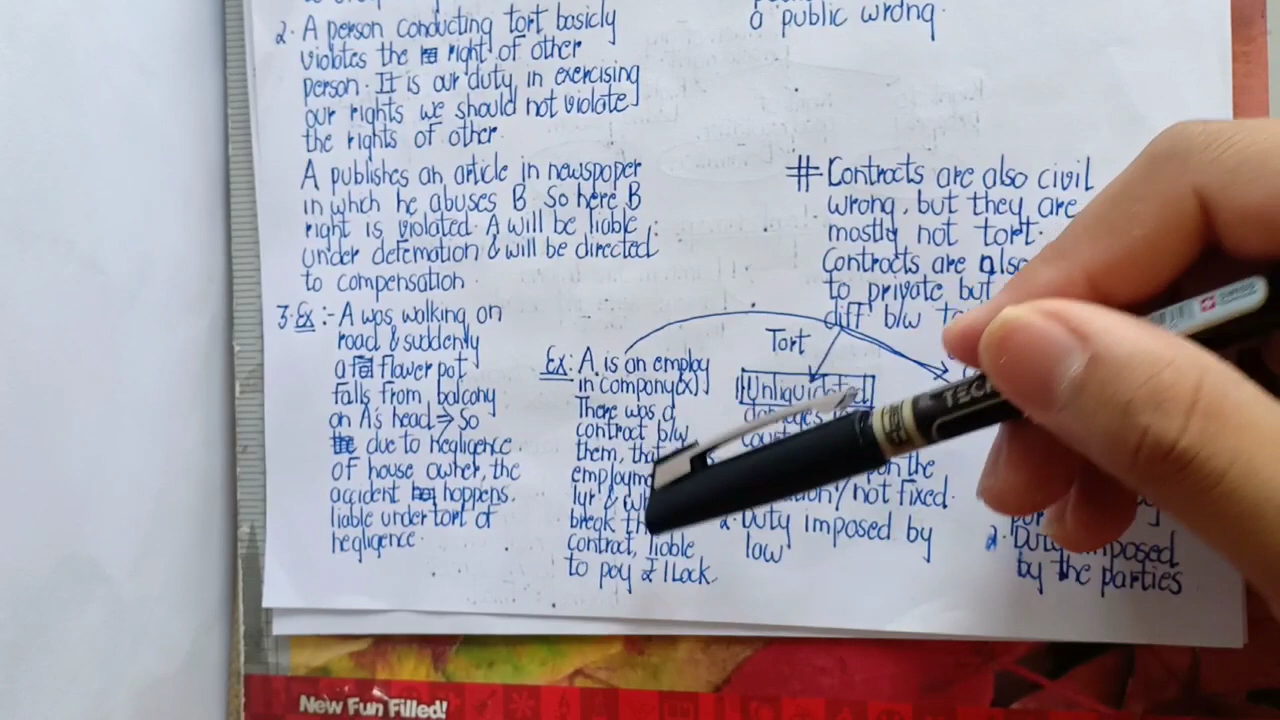 2. A person conducting tort basicly
violates the right of other
person. It is our duty in exercising
our rights we should not violate
the rights of other.
A publishes an article in newspaper
in whch he abuses B. So here B
right is violated. A will be liable
under defemation & will be directed
to compensation.
3. Ex :- A was walking on
road & suddenly
a flower pot
falls from balcony
on A's head → So
due to negligence
of house owner, the
accident happens.
liable under tort of
negligence.
a public wrong.
# Contracts are also civil
wrong, but they are
mostly not tort.
Contracts are also
to private but
diff. b/w
Ex: A is an employ
in company(x)
There was a
contract b/w
them, that
lyr &
break
contract, liable
to pay ₹ 1 Lack.
Tort
Unliquidated
damages
the
not fixed.
2. Duty imposed by
law
2. Duty imposed
by the parties
New Fun Filled!